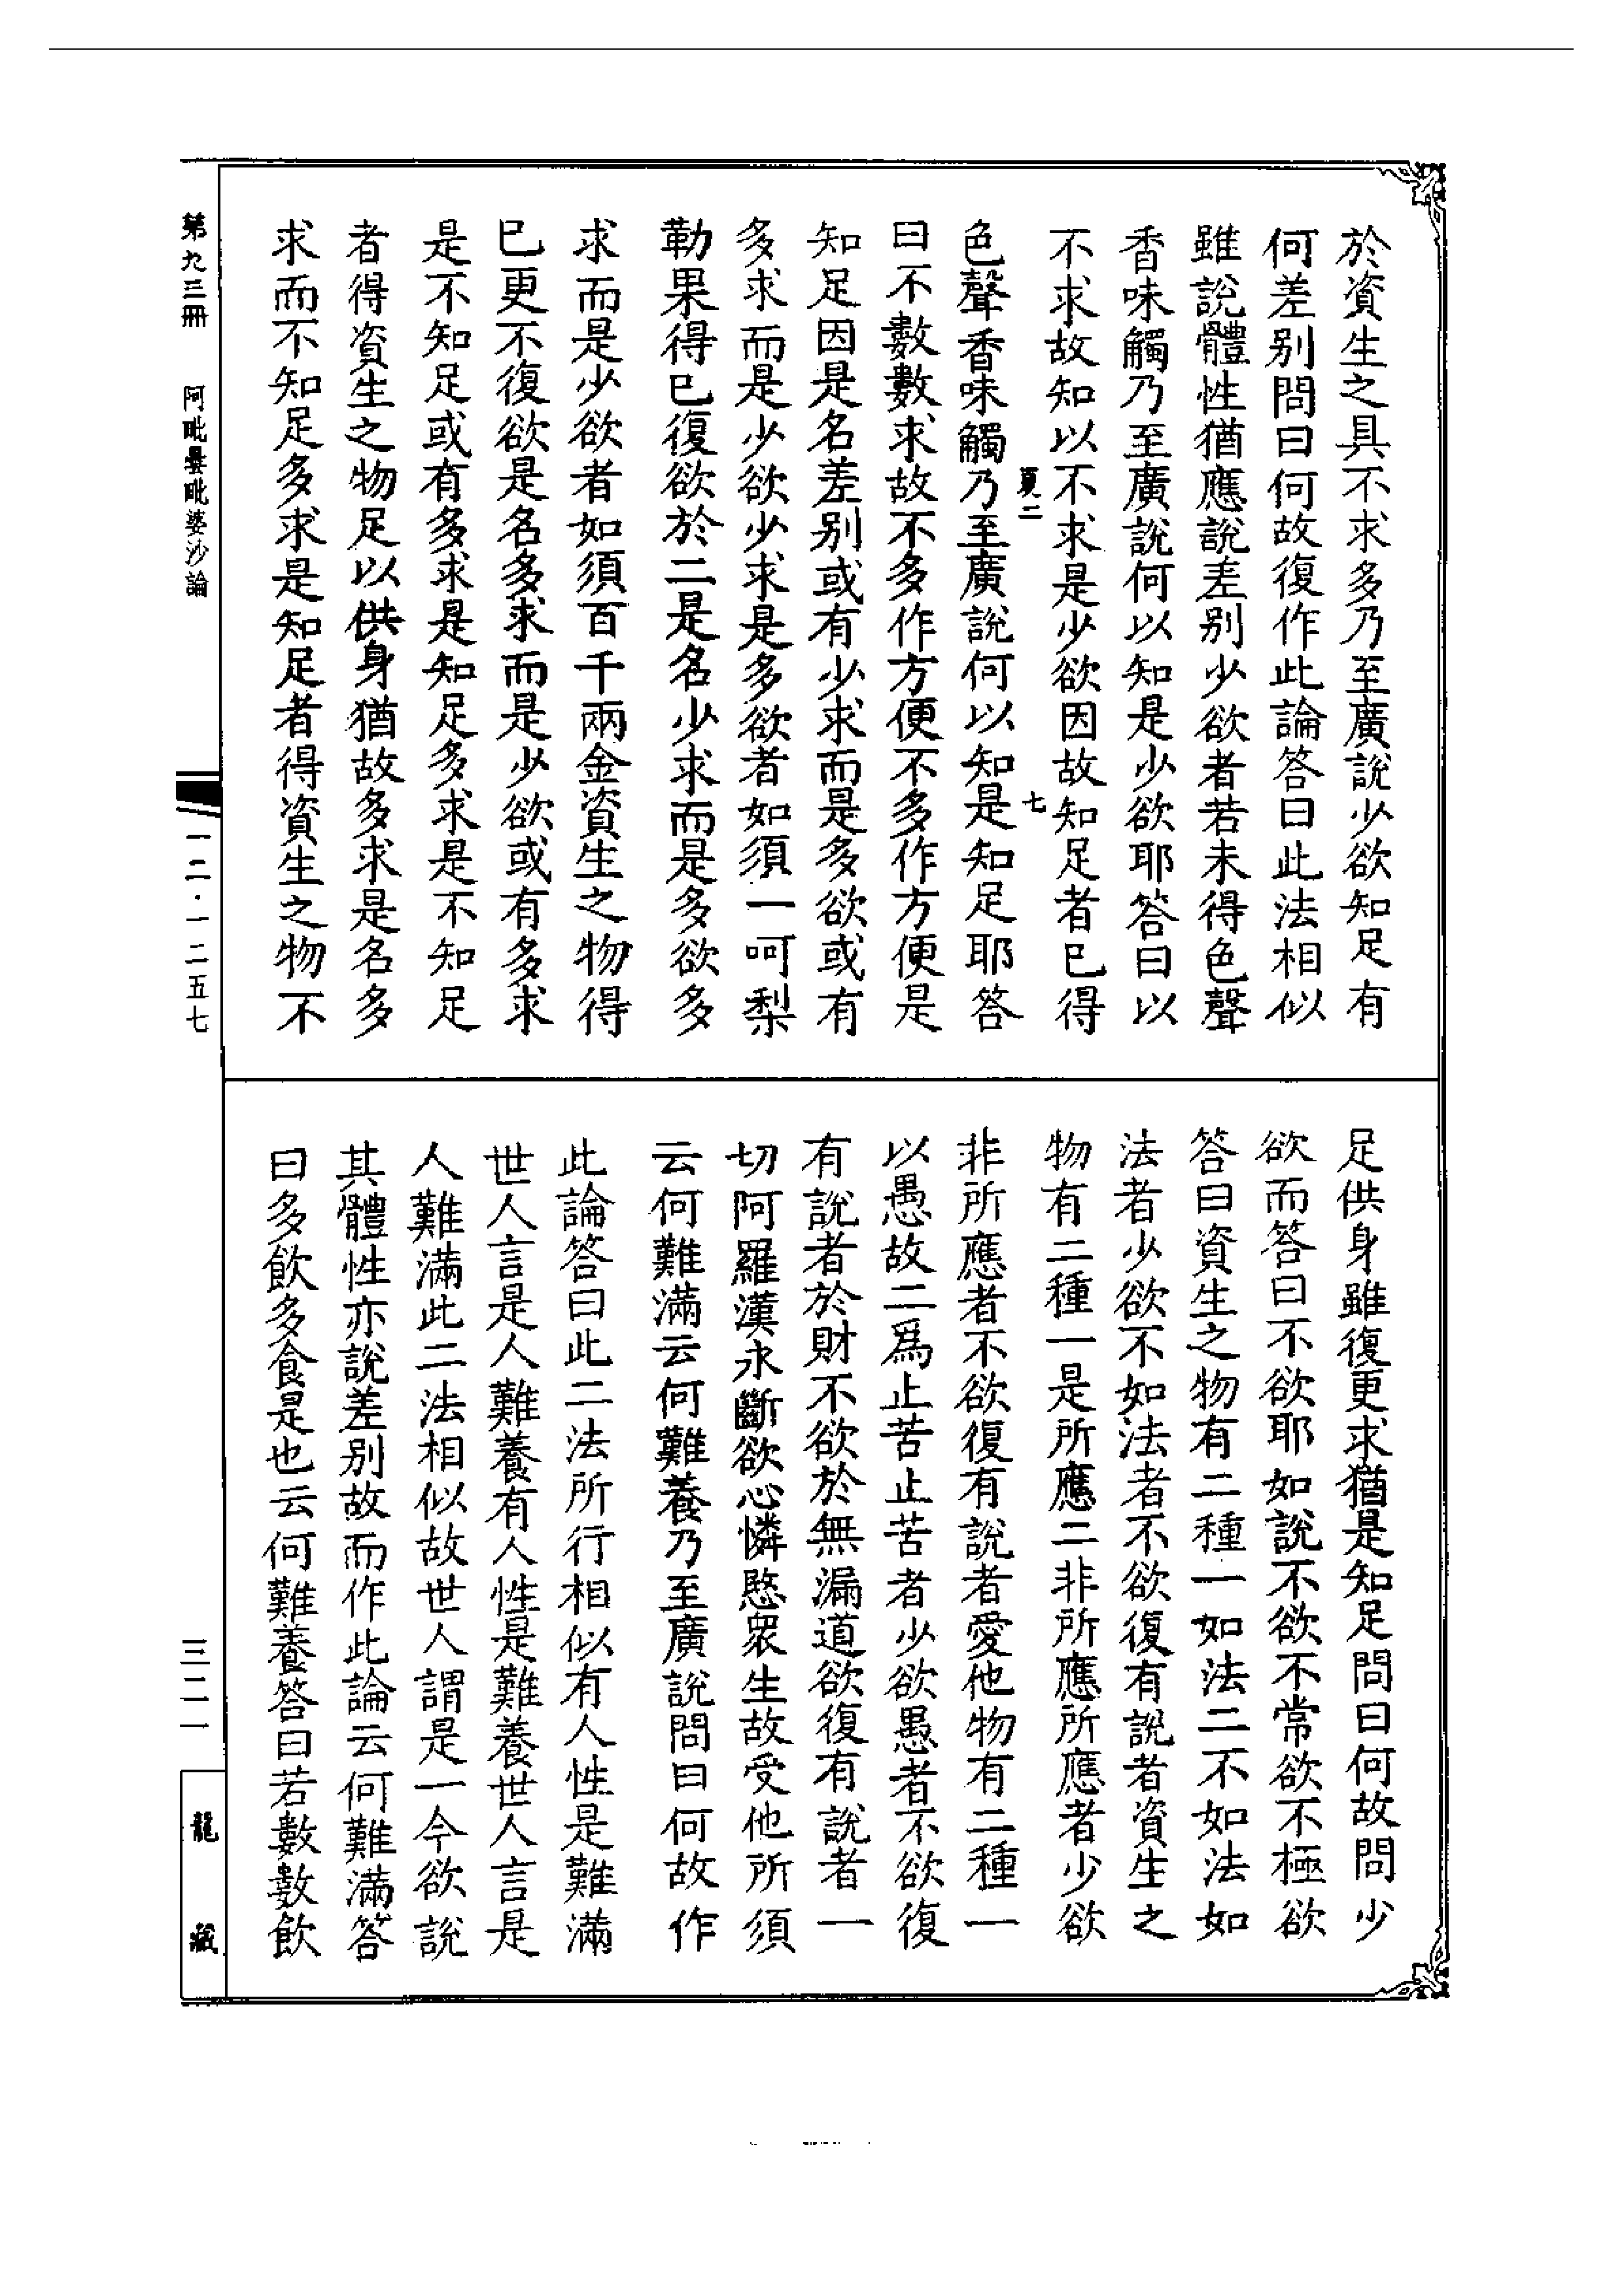 於資生之具不求多乃至廣說少欲知足有
何差別問曰何故復作此論答曰此法相似
雖說體性猶應說差別少欲者若未得色聲
香味觸乃至廣說何以知是少欲耶答曰以
不求故知以不求是少欲因故知足者已得
夏二
七
色聲香味觸乃至廣說何以知是知足耶答
曰不數數求故不多作方便不多作方便是
知足因是名差別或有少求而是多欲或有
多求而是少欲少求是多欲者如須一呵梨
勒果得已復欲於二是名少求而是多欲多
求而是少欲者如須百千兩金資生之物得
已更不復欲是名多求而是少欲或有多求
是不知足或有多求是知足多求是不知足
者得資生之物足以供身猶故多求是名多
求而不知足多求是知足者得資生之物不
足供身雖復更求猶是知足問曰何故問少
欲而答曰不欲耶如說不欲不常欲不極欲
答曰資生之物有二種一如法二不如法如
法者少欲不如法者不欲復有說者資生之
物有二種一是所應二非所應所應者少欲
非所應者不欲復有說者愛他物有二種一
以愚故二爲止苦止苦者少欲愚者不欲復
有說者於財不欲於無漏道欲復有說者一
切阿羅漢永斷欲心憐愍衆生故受他所須
云何難滿云何難養乃至廣說問曰何故作
此論答曰此二法所行相似有人性是難滿
世人言是人難養有人性是難養世人言是
人難滿此二法相似故世人謂是一今欲說
其體性亦說差別故而作此論云何難滿答
曰多飲多食是也云何難養答曰若數數飲
第九三冊　阿毗曇毗婆沙論
一二·一二五七
三二一
龍藏